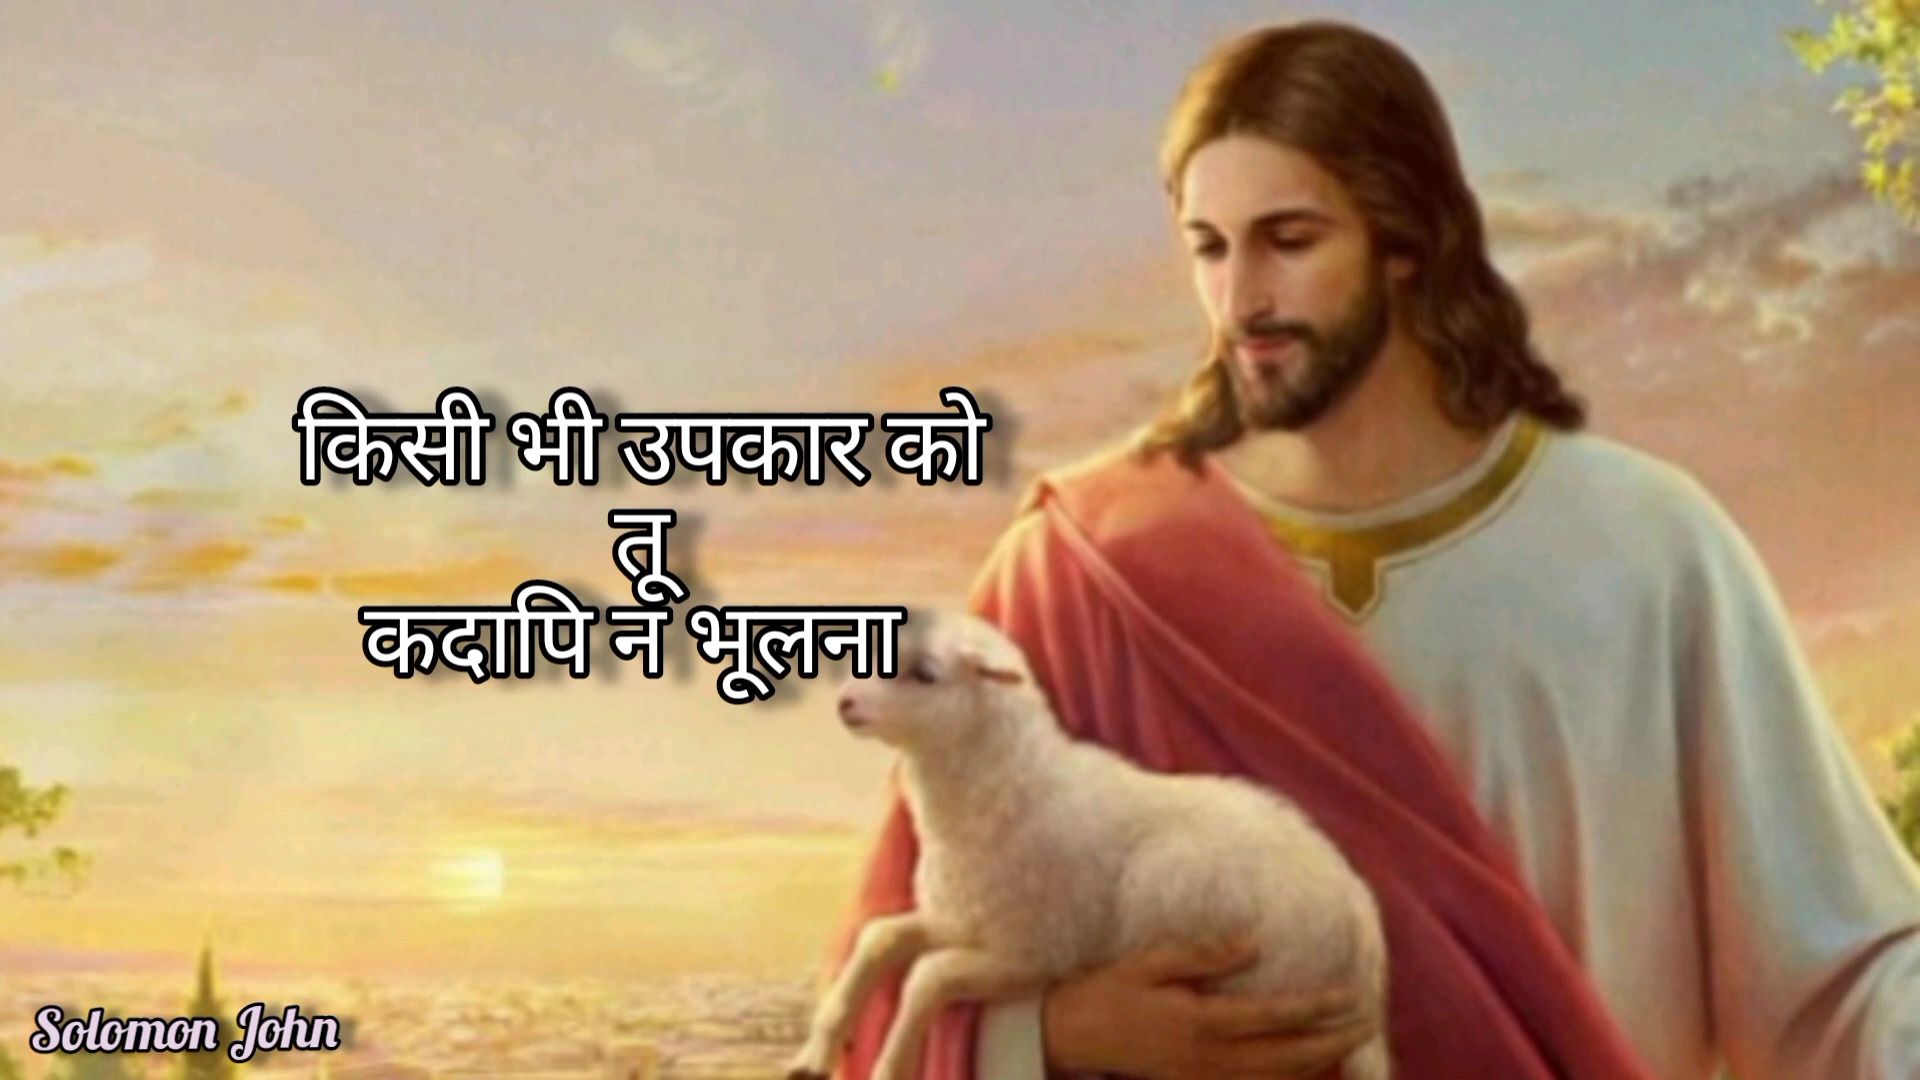 किसी भी उपकार को
तू
कदापि न भूलना
Solomon John